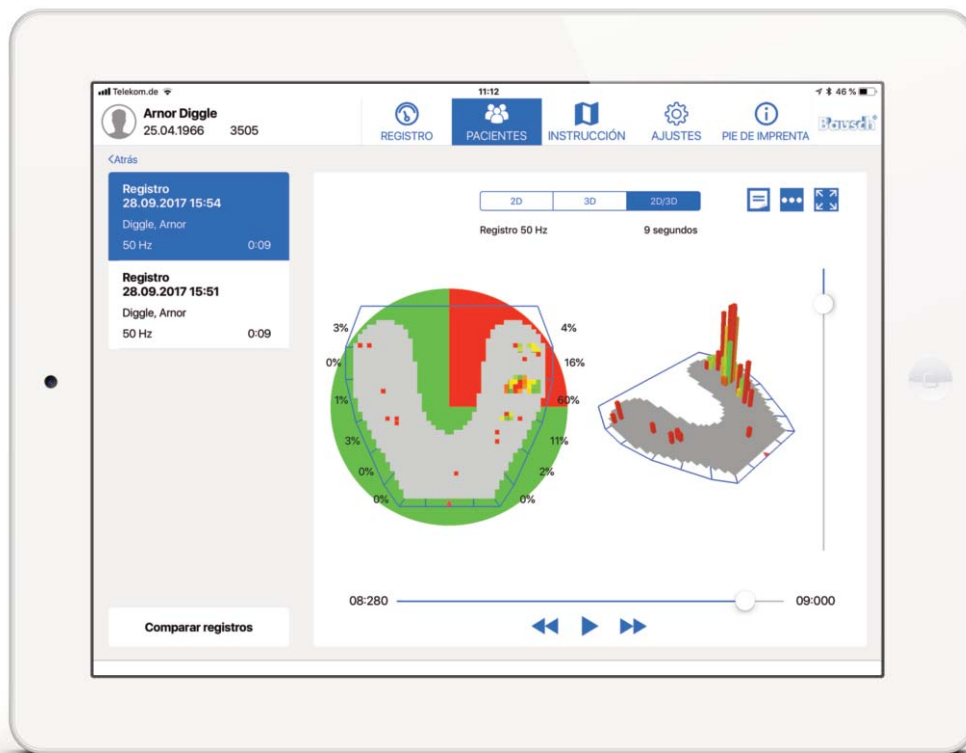 Telekom.de
11:12
46 %
Arnor Diggle
25.04.1966 3505
REGISTRO
PACIENTES
INSTRUCCIÓN
AJUSTES
PIE DE IMPRENTA
Bausch
<Atrás
Registro
28.09.2017 15:54
Diggle, Arnor
50 Hz 0:09
Registro
28.09.2017 15:51
Diggle, Arnor
50 Hz 0:09
Comparar registros
2D 3D 2D/3D
Registro 50 Hz 9 segundos
3% 4%
0% 16%
1% 60%
3% 11%
0% 2%
0% 0%
08:280 09:000